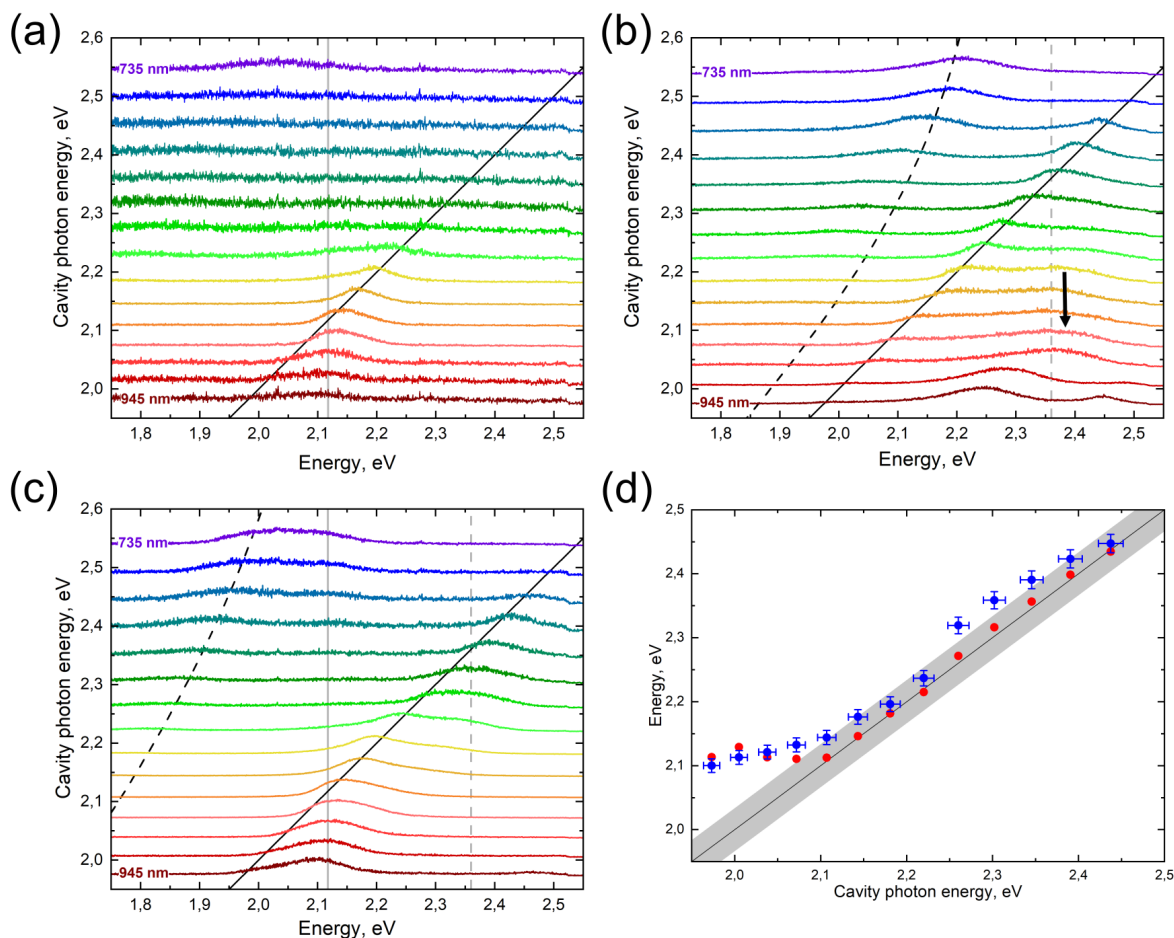 (a)
2,6
2,5
2,4
2,3
2,2
2,1
2,0
Cavity photon energy, eV
735 nm
945 nm
1,8 1,9 2,0 2,1 2,2 2,3 2,4 2,5
Energy, eV
(b)
2,6
2,5
2,4
2,3
2,2
2,1
2,0
Cavity photon energy, eV
735 nm
945 nm
1,8 1,9 2,0 2,1 2,2 2,3 2,4 2,5
Energy, eV
(c)
2,6
2,5
2,4
2,3
2,2
2,1
2,0
Cavity photon energy, eV
735 nm
945 nm
1,8 1,9 2,0 2,1 2,2 2,3 2,4 2,5
Energy, eV
(d)
2,5
2,4
2,3
2,2
2,1
2,0
Energy, eV
2,0 2,1 2,2 2,3 2,4 2,5
Cavity photon energy, eV